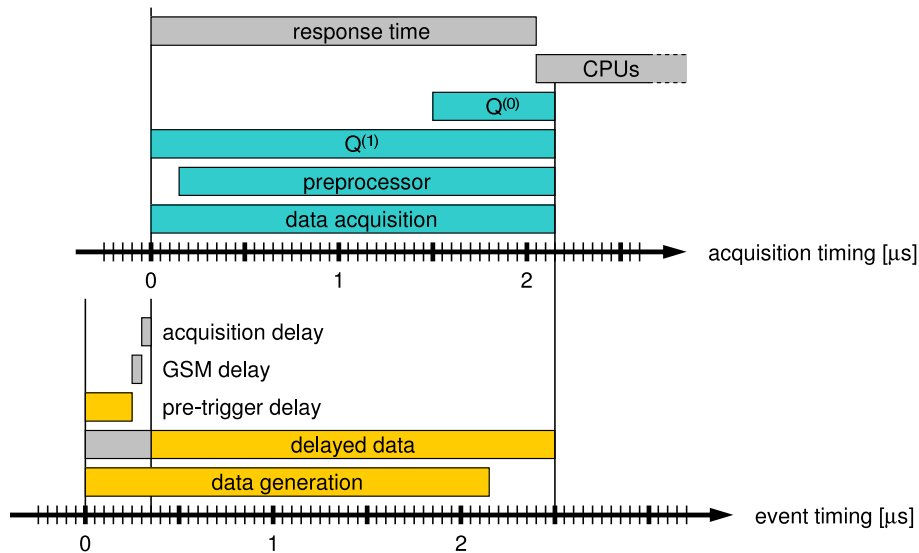 response time
CPUs
Q(0)
Q(1)
preprocessor
data acquisition
acquisition timing [μs]
0 1 2
acquisition delay
GSM delay
pre-trigger delay
delayed data
data generation
event timing [μs]
0 1 2